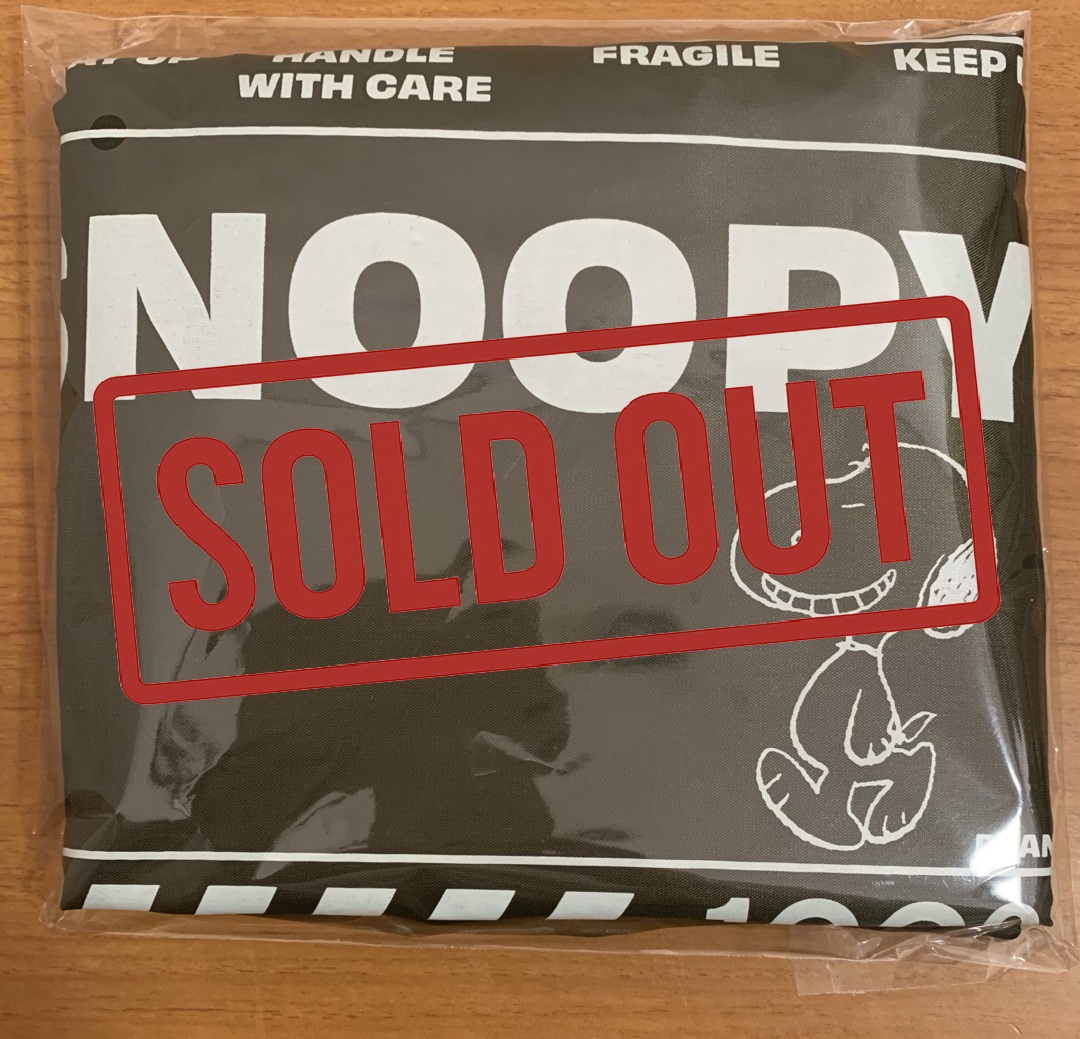 HANDLE
WITH CARE
FRAGILE
KEEP
SNOOPY
SOLD OUT